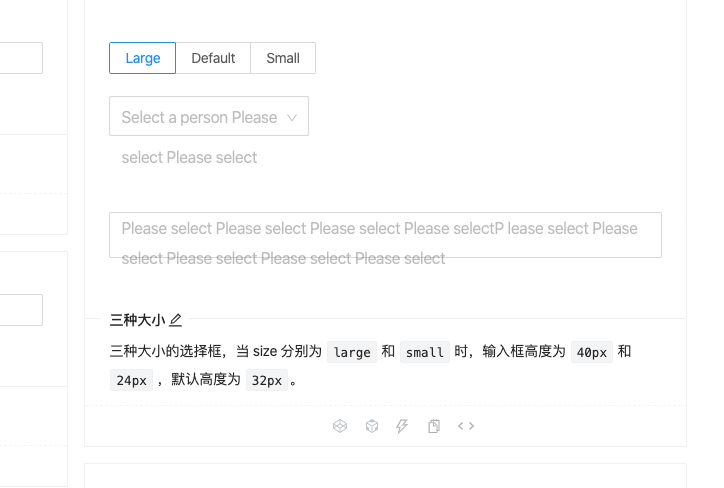 Large Default Small
Select a person Please
select Please select
Please select Please select Please select Please selectP lease select Please
select Please select Please select Please select
三种大小
三种大小的选择框，当 size 分别为 large 和 small 时，输入框高度为 40px 和
24px ，默认高度为 32px 。